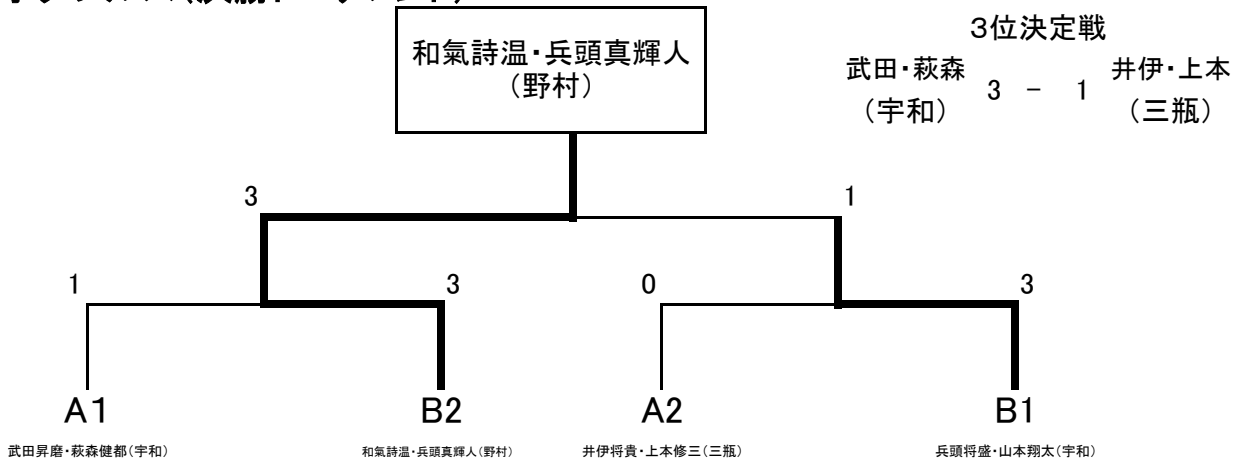 和氣詩温・兵頭真輝人
(野村)
3位決定戦
武田・萩森 3 - 1 井伊・上本
(宇和) (三瓶)
3 1
1 3 0 3
A1 B2 A2 B1
武田昇磨・萩森健都(宇和) 和氣詩温・兵頭真輝人(野村) 井伊将貴・上本修三(三瓶) 兵頭将盛・山本翔太(宇和)